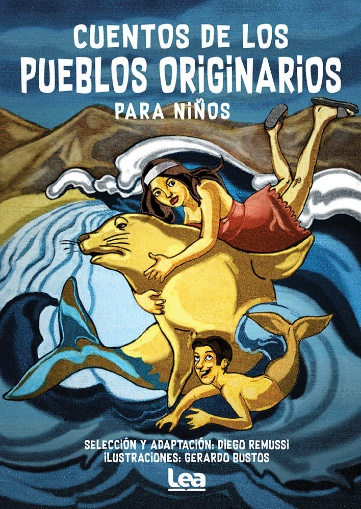 CUENTOS DE LOS
PUEBLOS ORIGINARIOS
PARA NIÑOS
SELECCIÓN Y ADAPTACIÓN: DIEGO REMUSSI
ILUSTRACIONES: GERARDO BUSTOS
Lea